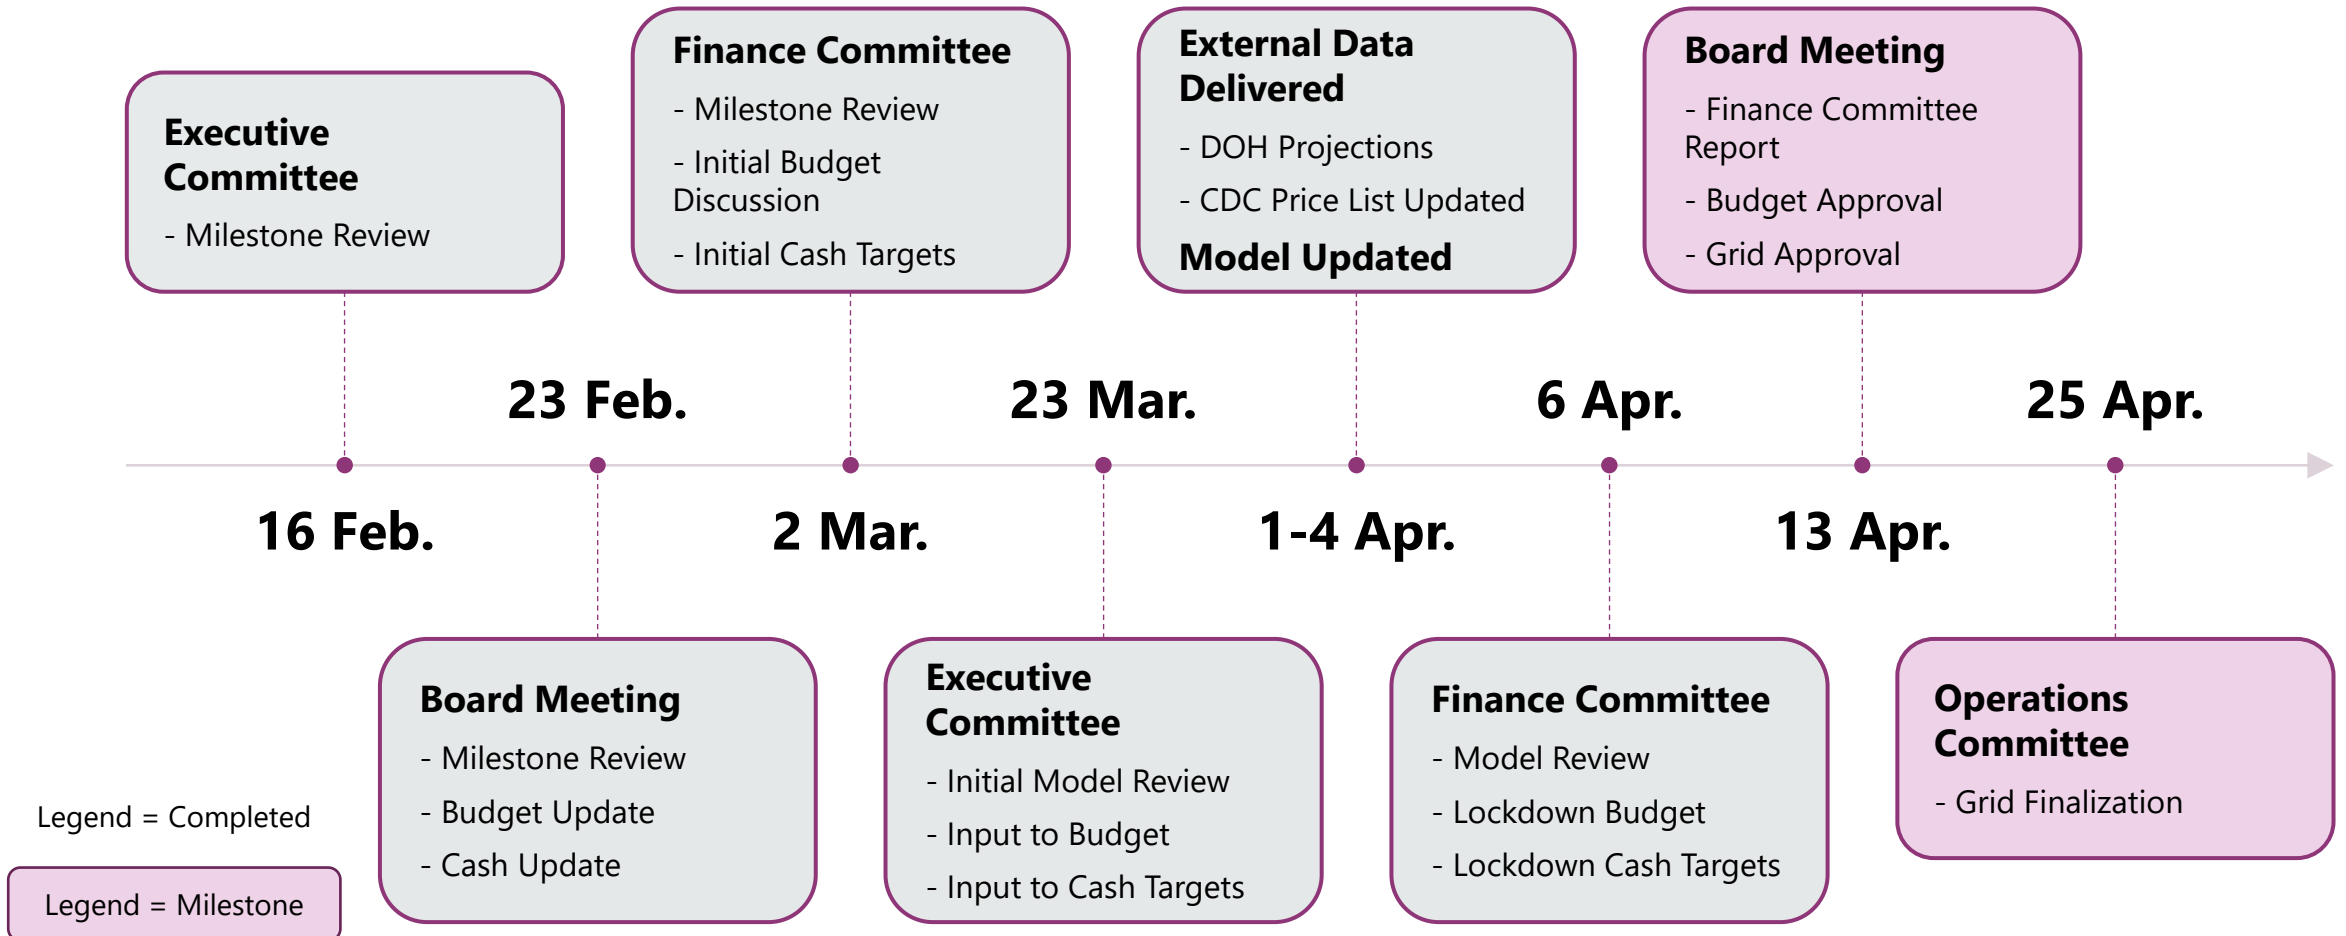 Executive
Committee
- Milestone Review
16 Feb.
23 Feb.
Board Meeting
- Milestone Review
- Budget Update
- Cash Update
Finance Committee
- Milestone Review
- Initial Budget
Discussion
- Initial Cash Targets
2 Mar.
23 Mar.
Executive
Committee
- Initial Model Review
- Input to Budget
- Input to Cash Targets
External Data
Delivered
- DOH Projections
- CDC Price List Updated
Model Updated
1-4 Apr.
6 Apr.
Finance Committee
- Model Review
- Lockdown Budget
- Lockdown Cash Targets
Board Meeting
- Finance Committee
Report
- Budget Approval
- Grid Approval
13 Apr.
25 Apr.
Operations
Committee
- Grid Finalization
Legend = Completed
Legend = Milestone